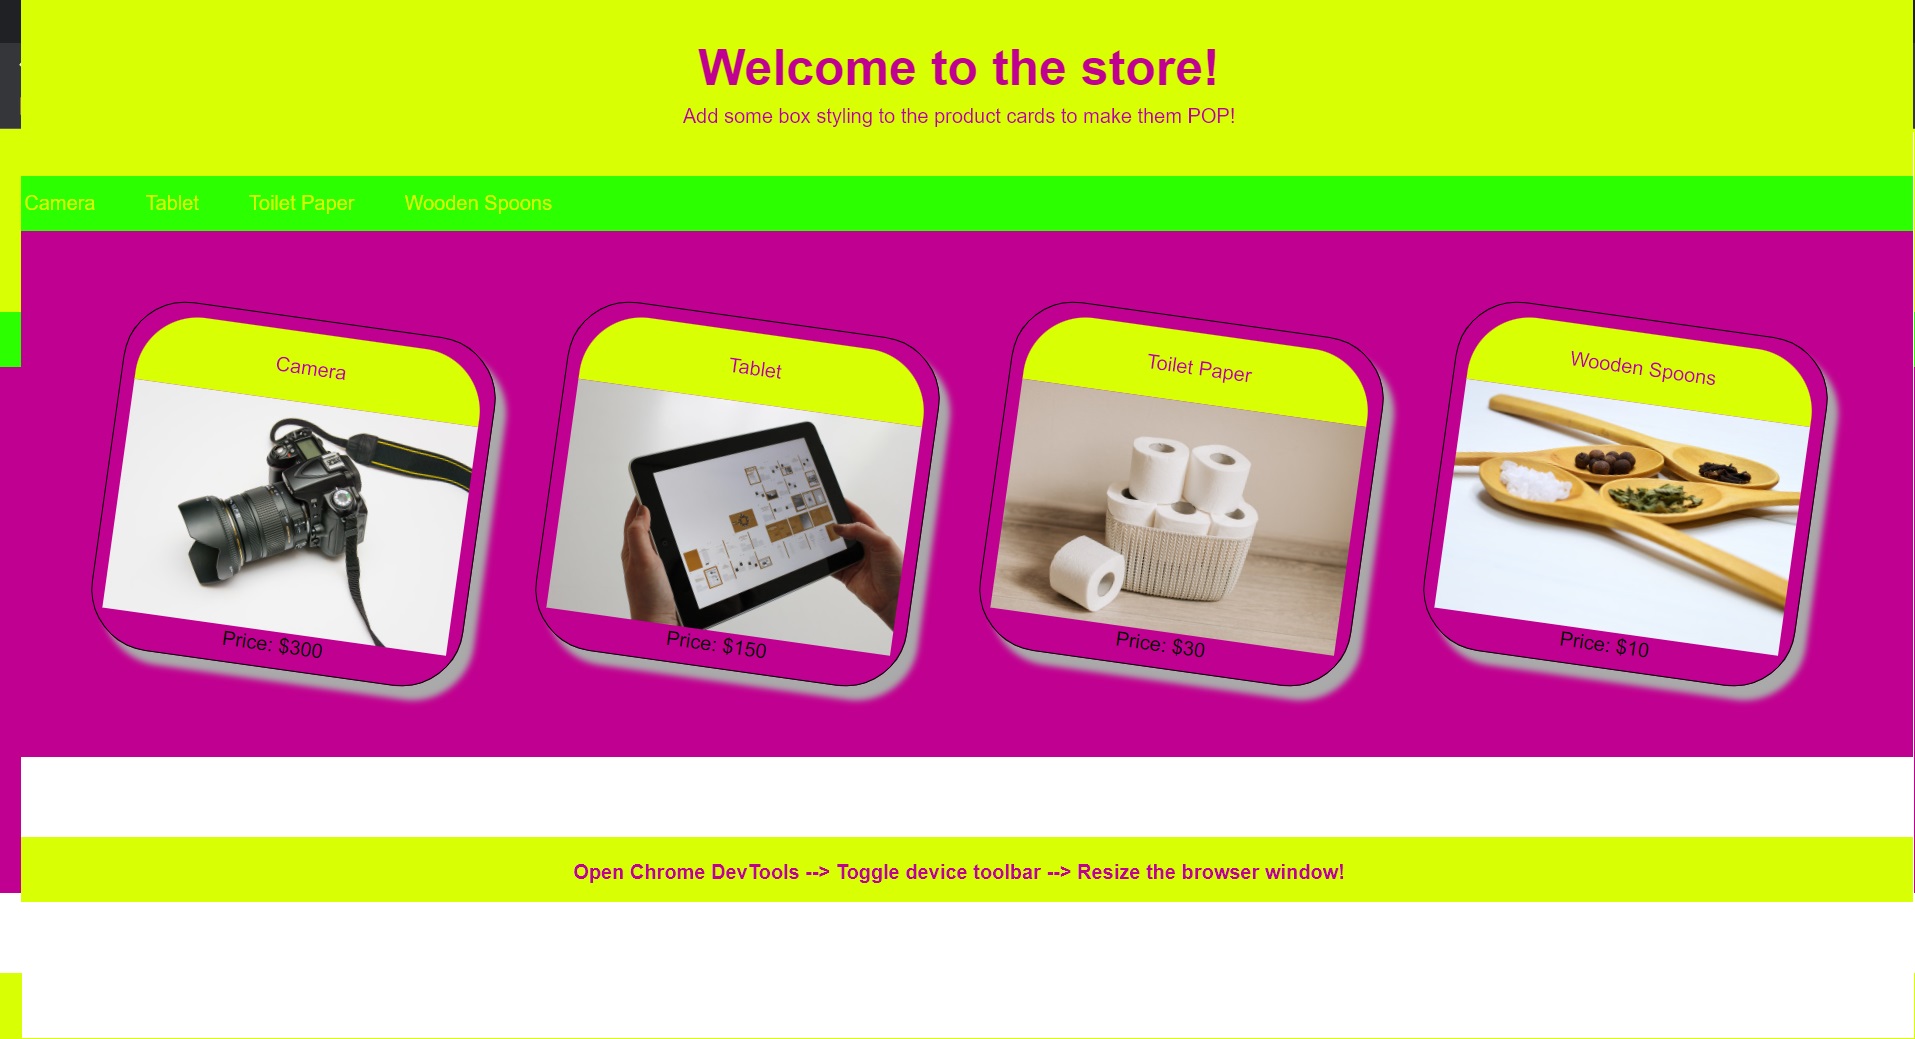 Welcome to the store!
Add some box styling to the product cards to make them POP!
Camera Tablet Toilet Paper Wooden Spoons
Camera
Tablet
Toilet Paper
Wooden Spoons
Price: $300
Price: $150
Price: $30
Price: $10
Open Chrome DevTools --> Toggle device toolbar --> Resize the browser window!